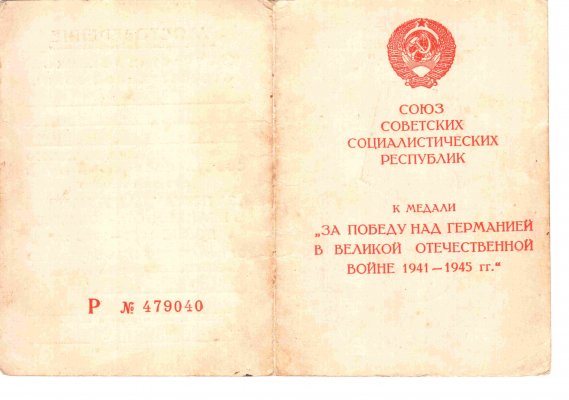 СОЮЗ
СОВЕТСКИХ
СОЦИАЛИСТИЧЕСКИХ
РЕСПУБЛИК
К МЕДАЛИ
„ЗА ПОБЕДУ НАД ГЕРМАНИЕЙ
В ВЕЛИКОЙ ОТЕЧЕСТВЕННОЙ
ВОЙНЕ 1941—1945 гг.“
Р № 479040